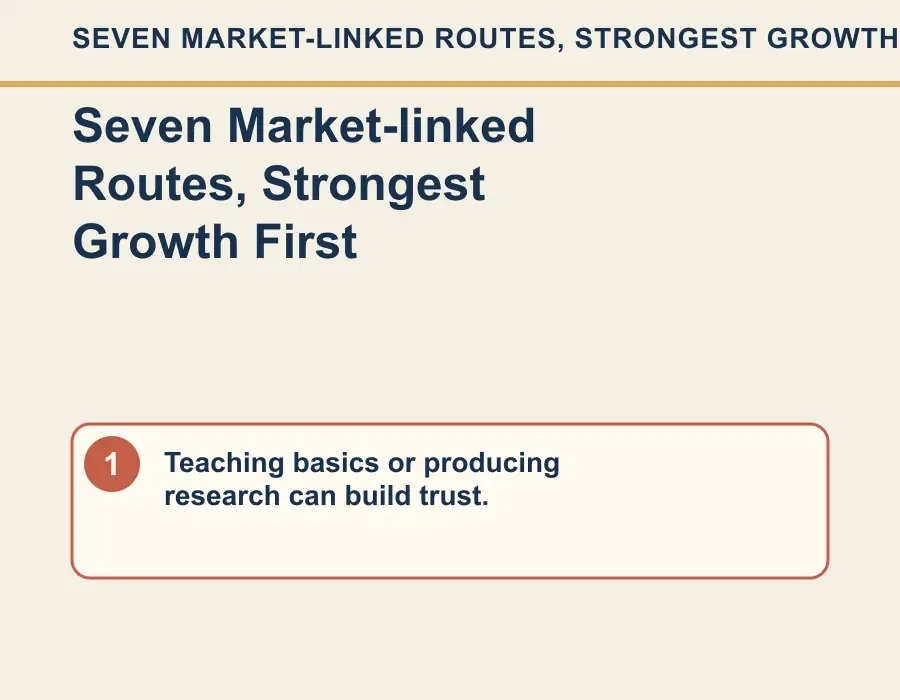 SEVEN MARKET-LINKED ROUTES, STRONGEST GROWTH
Seven Market-linked
Routes, Strongest
Growth First
1
Teaching basics or producing
research can build trust.